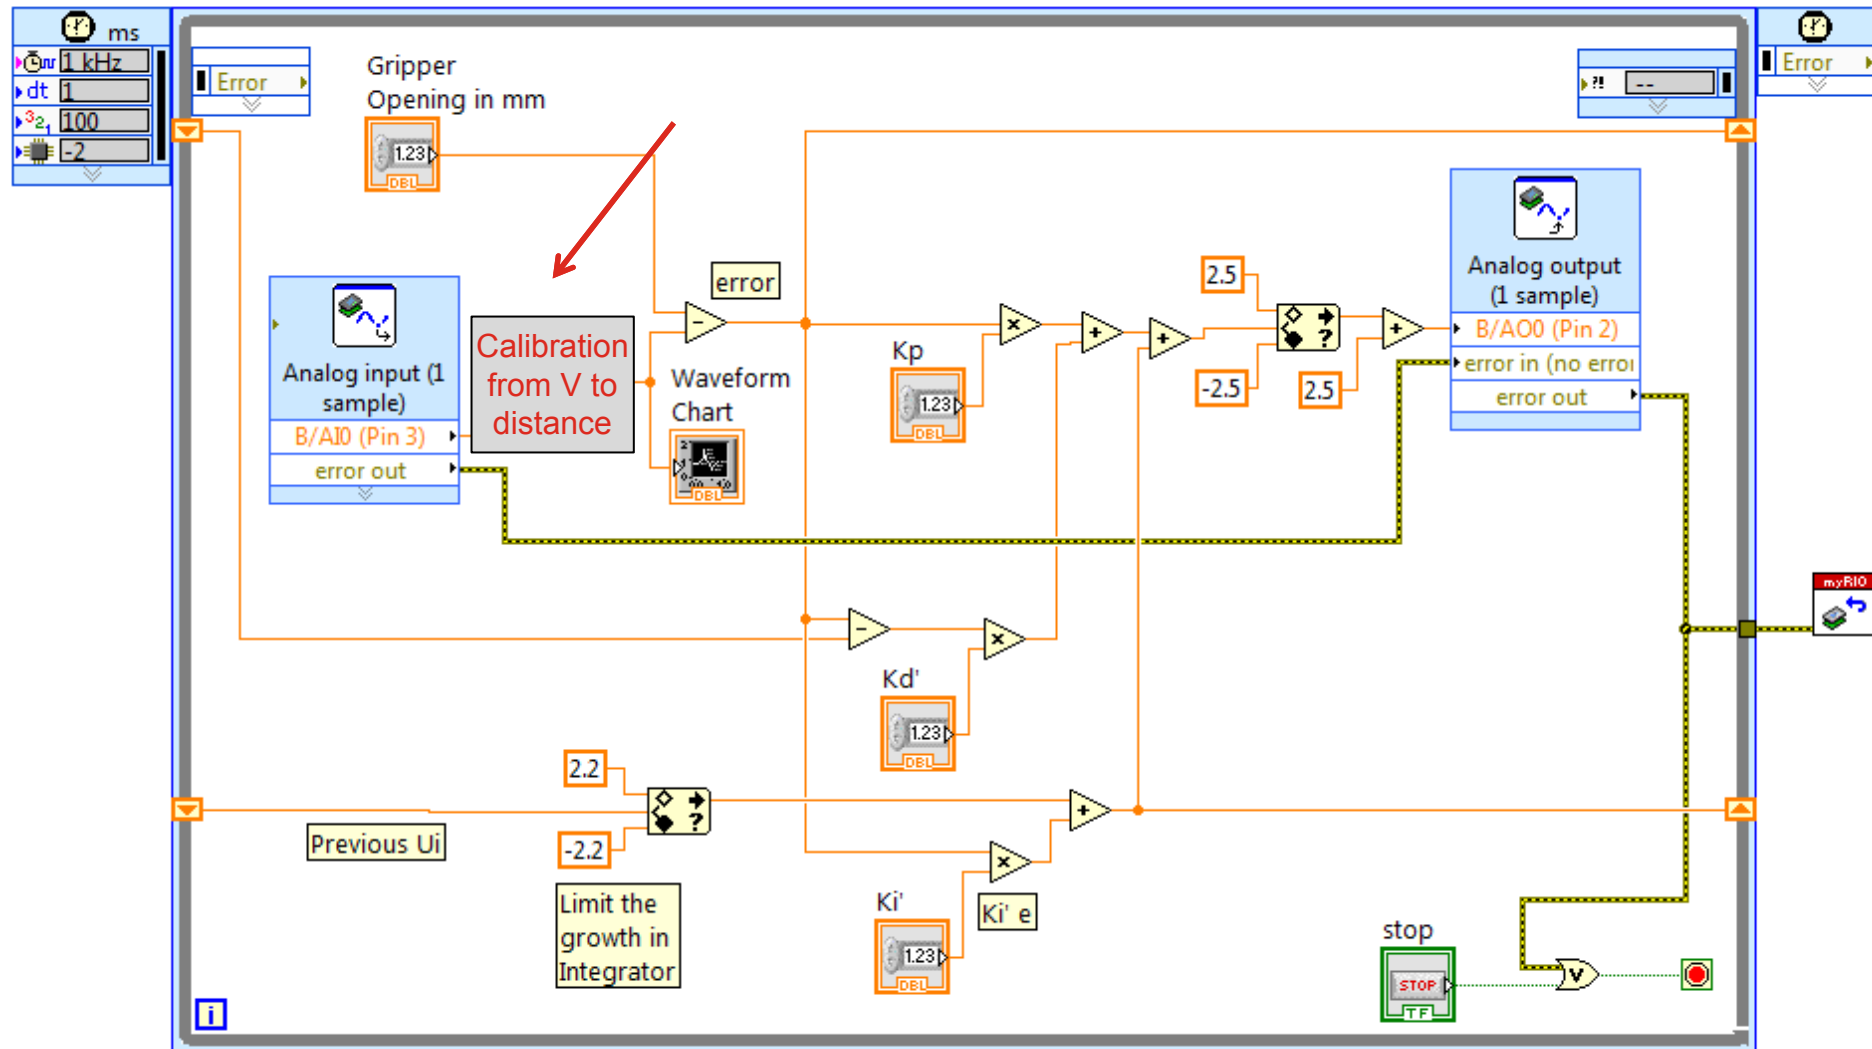 ms
1 kHz
dt 1
321 100
-2
Error
Gripper
Opening in mm
1.23
DBL
?!
--
Error
error
Analog input (1
sample)
B/AI0 (Pin 3)
error out
Calibration
from V to
distance
Waveform
Chart
DBL
Kp
1.23
DBL
2.5
-2.5
?
2.5
Analog output
(1 sample)
B/AO0 (Pin 2)
error in (no error
error out
myRIO
Kd'
1.23
DBL
2.2
-2.2
?
Previous Ui
Limit the
growth in
Integrator
Ki'
1.23
DBL
Ki' e
stop
STOP
TF
V
i